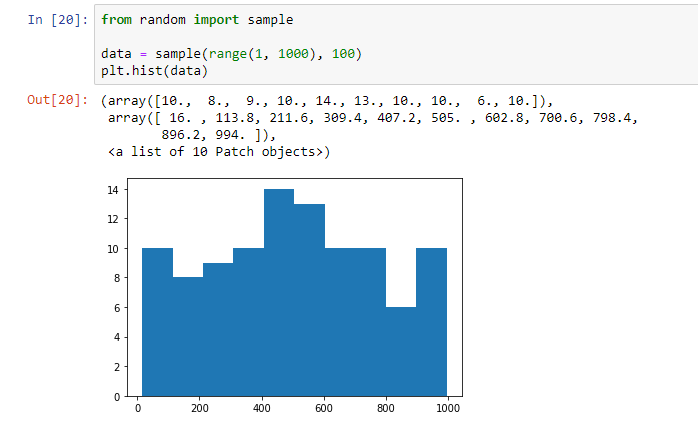 In [20]: from random import sample
data = sample(range(1, 1000), 100)
plt.hist(data)
Out[20]: (array([10.,  8.,  9., 10., 14., 13., 10., 10.,  6., 10.]),
array([ 16. , 113.8, 211.6, 309.4, 407.2, 505. , 602.8, 700.6, 798.4,
896.2, 994. ]),
<a list of 10 Patch objects>)
14
12
10
8
6
4
2
0
0 200 400 600 800 1000